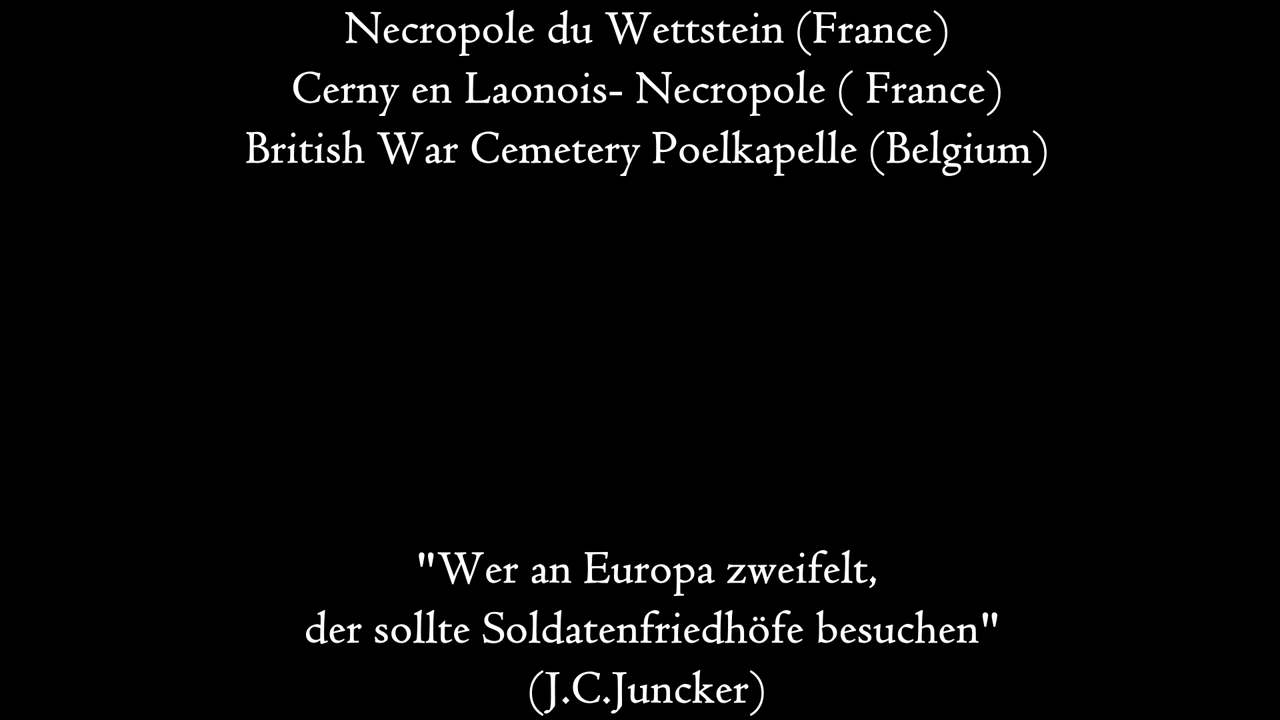 Necropole du Wettstein (France)
Cerny en Laonois- Necropole ( France)
British War Cemetery Poelkapelle (Belgium)
"Wer an Europa zweifelt,
der sollte Soldatenfriedhöfe besuchen"
(J.C.Juncker)